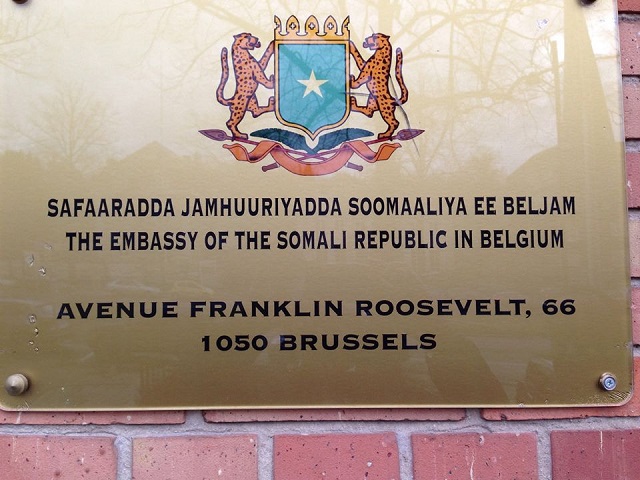 SAFAARADDA JAMHUURIYADDA SOOMAALIYA EE BELJAM
THE EMBASSY OF THE SOMALI REPUBLIC IN BELGIUM
AVENUE FRANKLIN ROOSEVELT, 66
1050 BRUSSELS